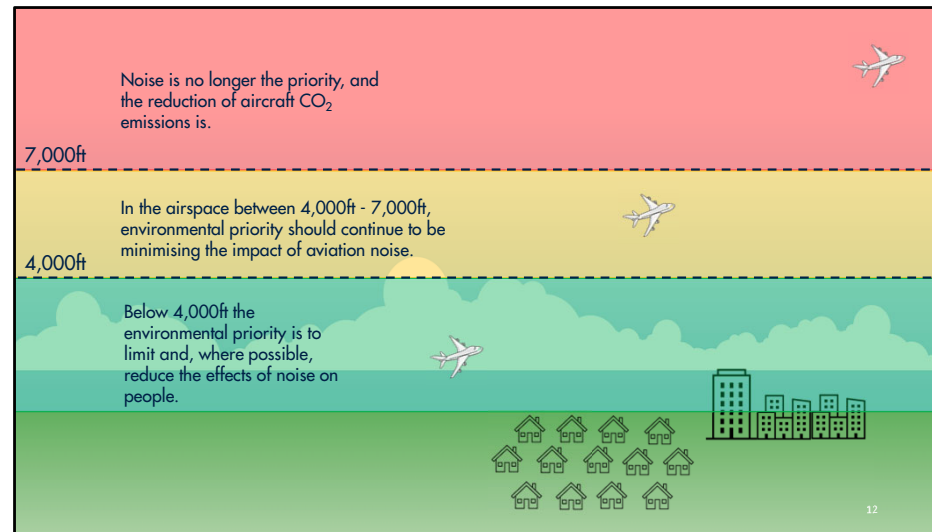 Noise is no longer the priority, and
the reduction of aircraft CO₂
emissions is.
7,000ft
In the airspace between 4,000ft - 7,000ft,
environmental priority should continue to be
minimising the impact of aviation noise.
4,000ft
Below 4,000ft the
environmental priority is to
limit and, where possible,
reduce the effects of noise on
people.
12